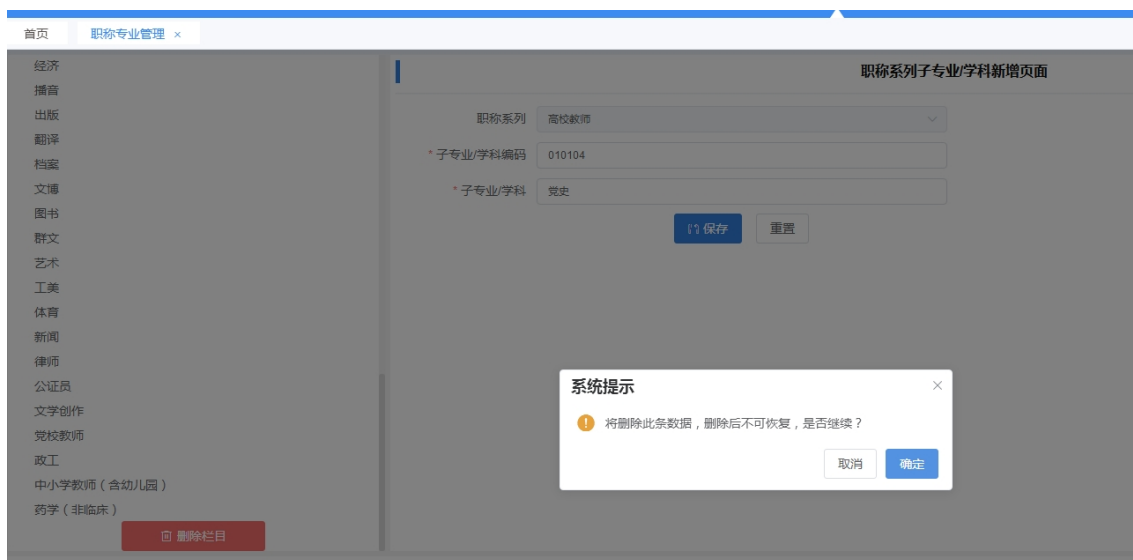 首页 职称专业管理 ×
经济
播音
出版
翻译
档案
文博
图书
群文
艺术
工美
体育
新闻
律师
公证员
文学创作
党校教师
政工
中小学教师（含幼儿园）
药学（非临床）
删除栏目
职称系列子专业/学科新增页面
职称系列 高校教师
* 子专业/学科编码 010104
* 子专业/学科 党史
保存 重置
系统提示
将删除此条数据，删除后不可恢复，是否继续？
取消 确定